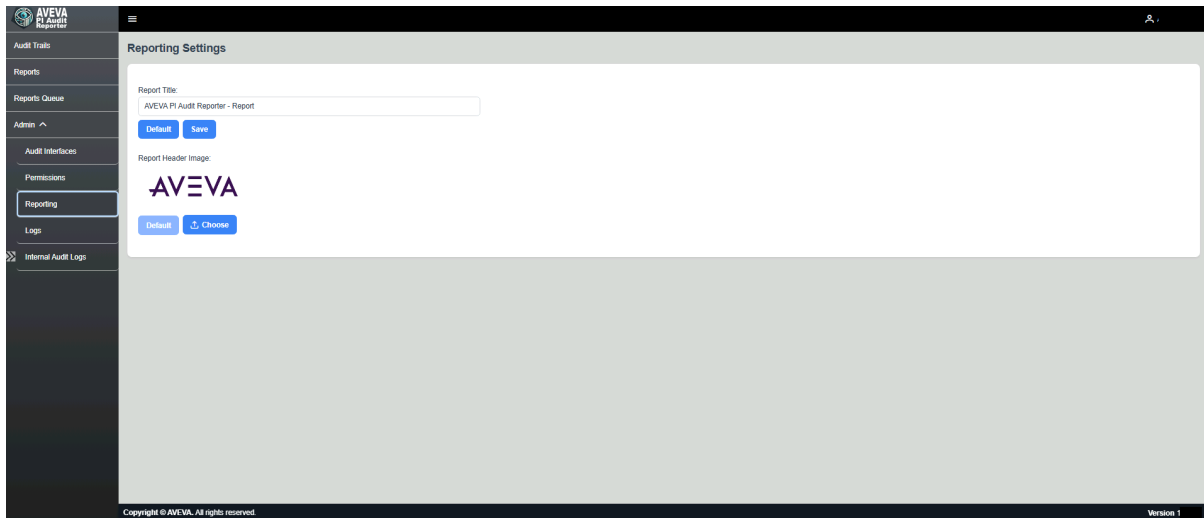 AVEVA
PI Audit
Reporter
Audit Trails
Reports
Reports Queue
Admin
Audit Interfaces
Permissions
Reporting
Logs
Internal Audit Logs
Reporting Settings
Report Title:
AVEVA PI Audit Reporter - Report
Default Save
Report Header Image:
AVEVA
Default Choose
Copyright © AVEVA. All rights reserved.
Version 1